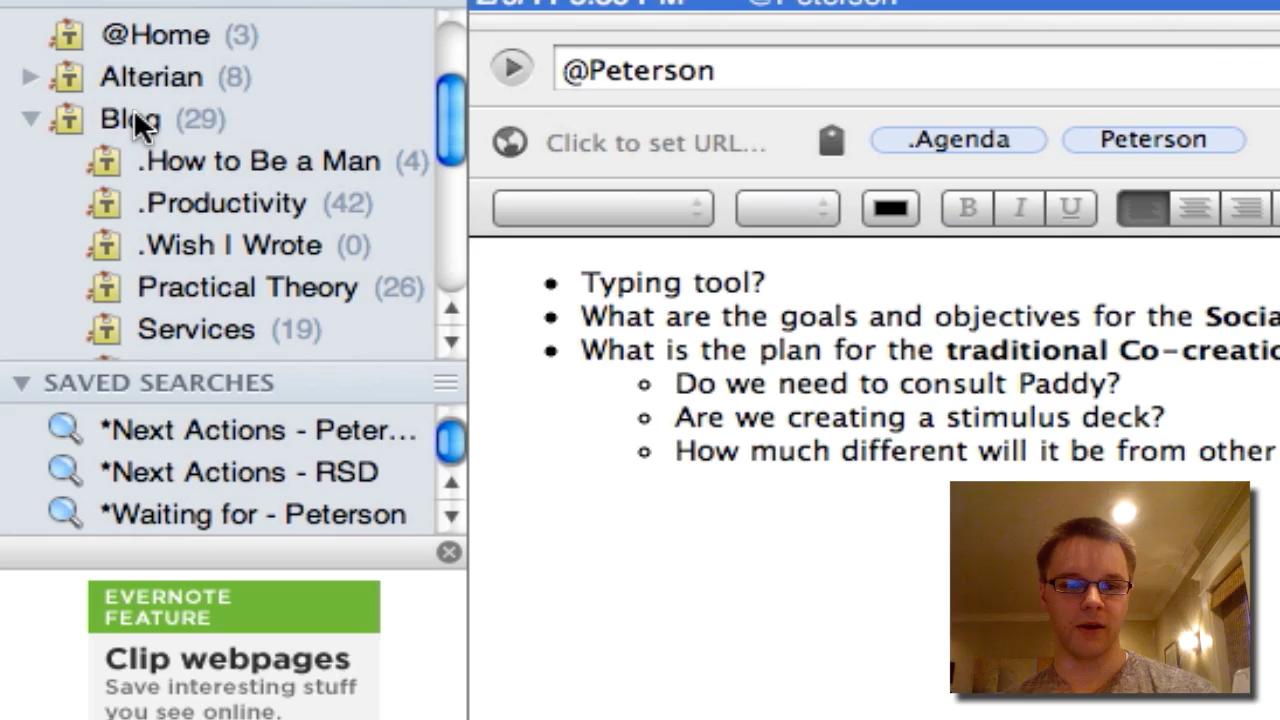 @Home (3)
Alterian (8)
Blog (29)
.How to Be a Man (4)
.Productivity (42)
.Wish I Wrote (0)
Practical Theory (26)
Services (19)
SAVED SEARCHES
*Next Actions - Peter...
*Next Actions - RSD
*Waiting for - Peterson
EVERNOTE
FEATURE
Clip webpages
Save interesting stuff
you see online.
@Peterson
Click to set URL...
.Agenda
Peterson
B I U
Typing tool?
What are the goals and objectives for the Socia
What is the plan for the traditional Co-creatio
Do we need to consult Paddy?
Are we creating a stimulus deck?
How much different will it be from other